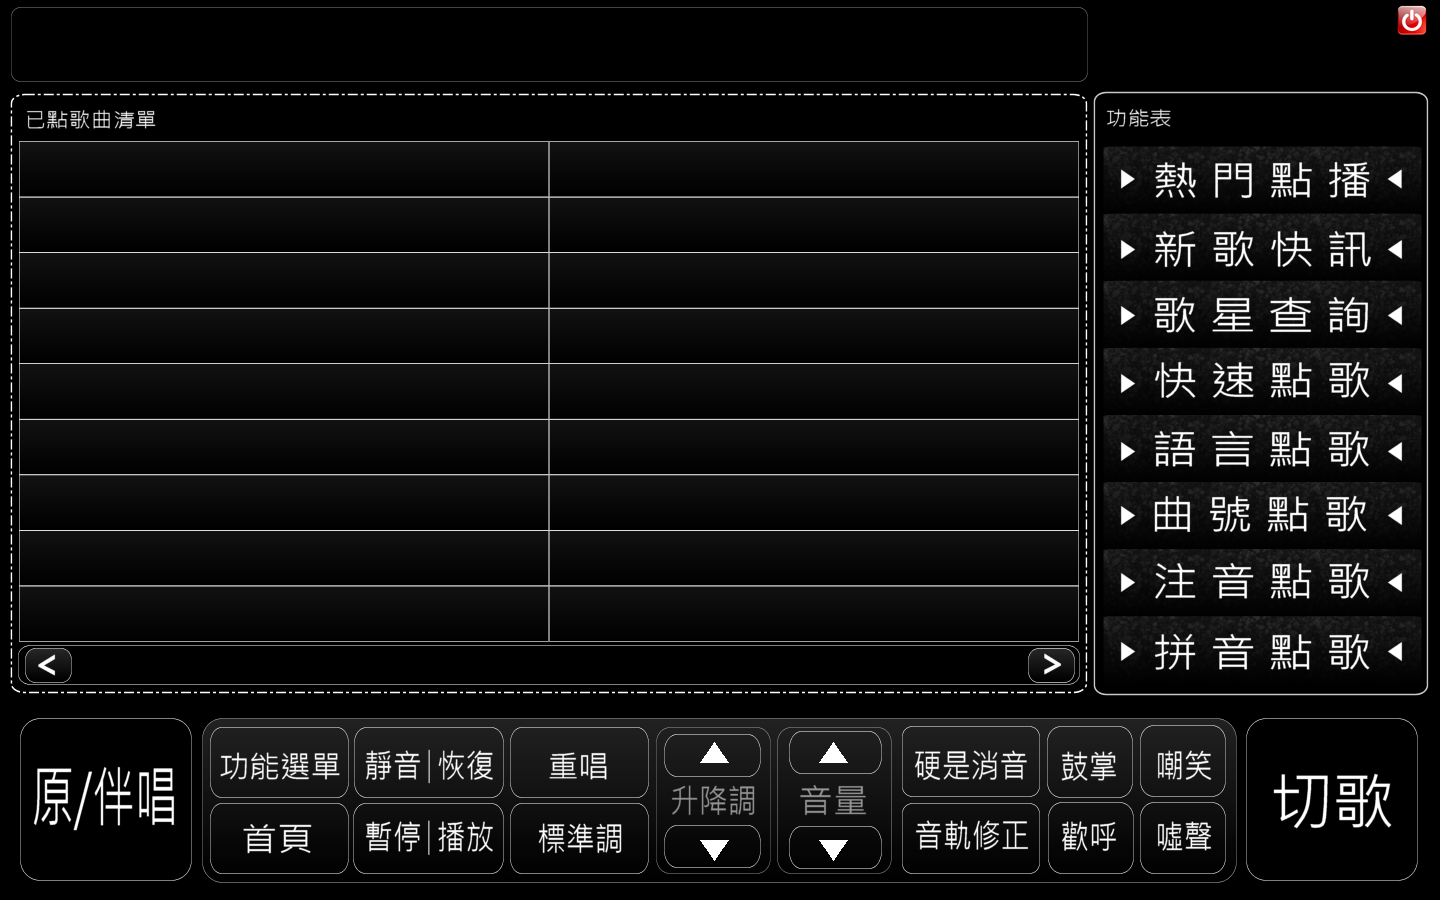 已點歌曲清單
功能表
熱門點播
新歌快訊
歌星查詢
快速點歌
語言點歌
曲號點歌
注音點歌
拼音點歌
<
>
原/伴唱
功能選單
靜音|恢復
重唱
升降調
音量
硬是消音
鼓掌
嘲笑
切歌
首頁
暫停|播放
標準調
音軌修正
歡呼
噓聲